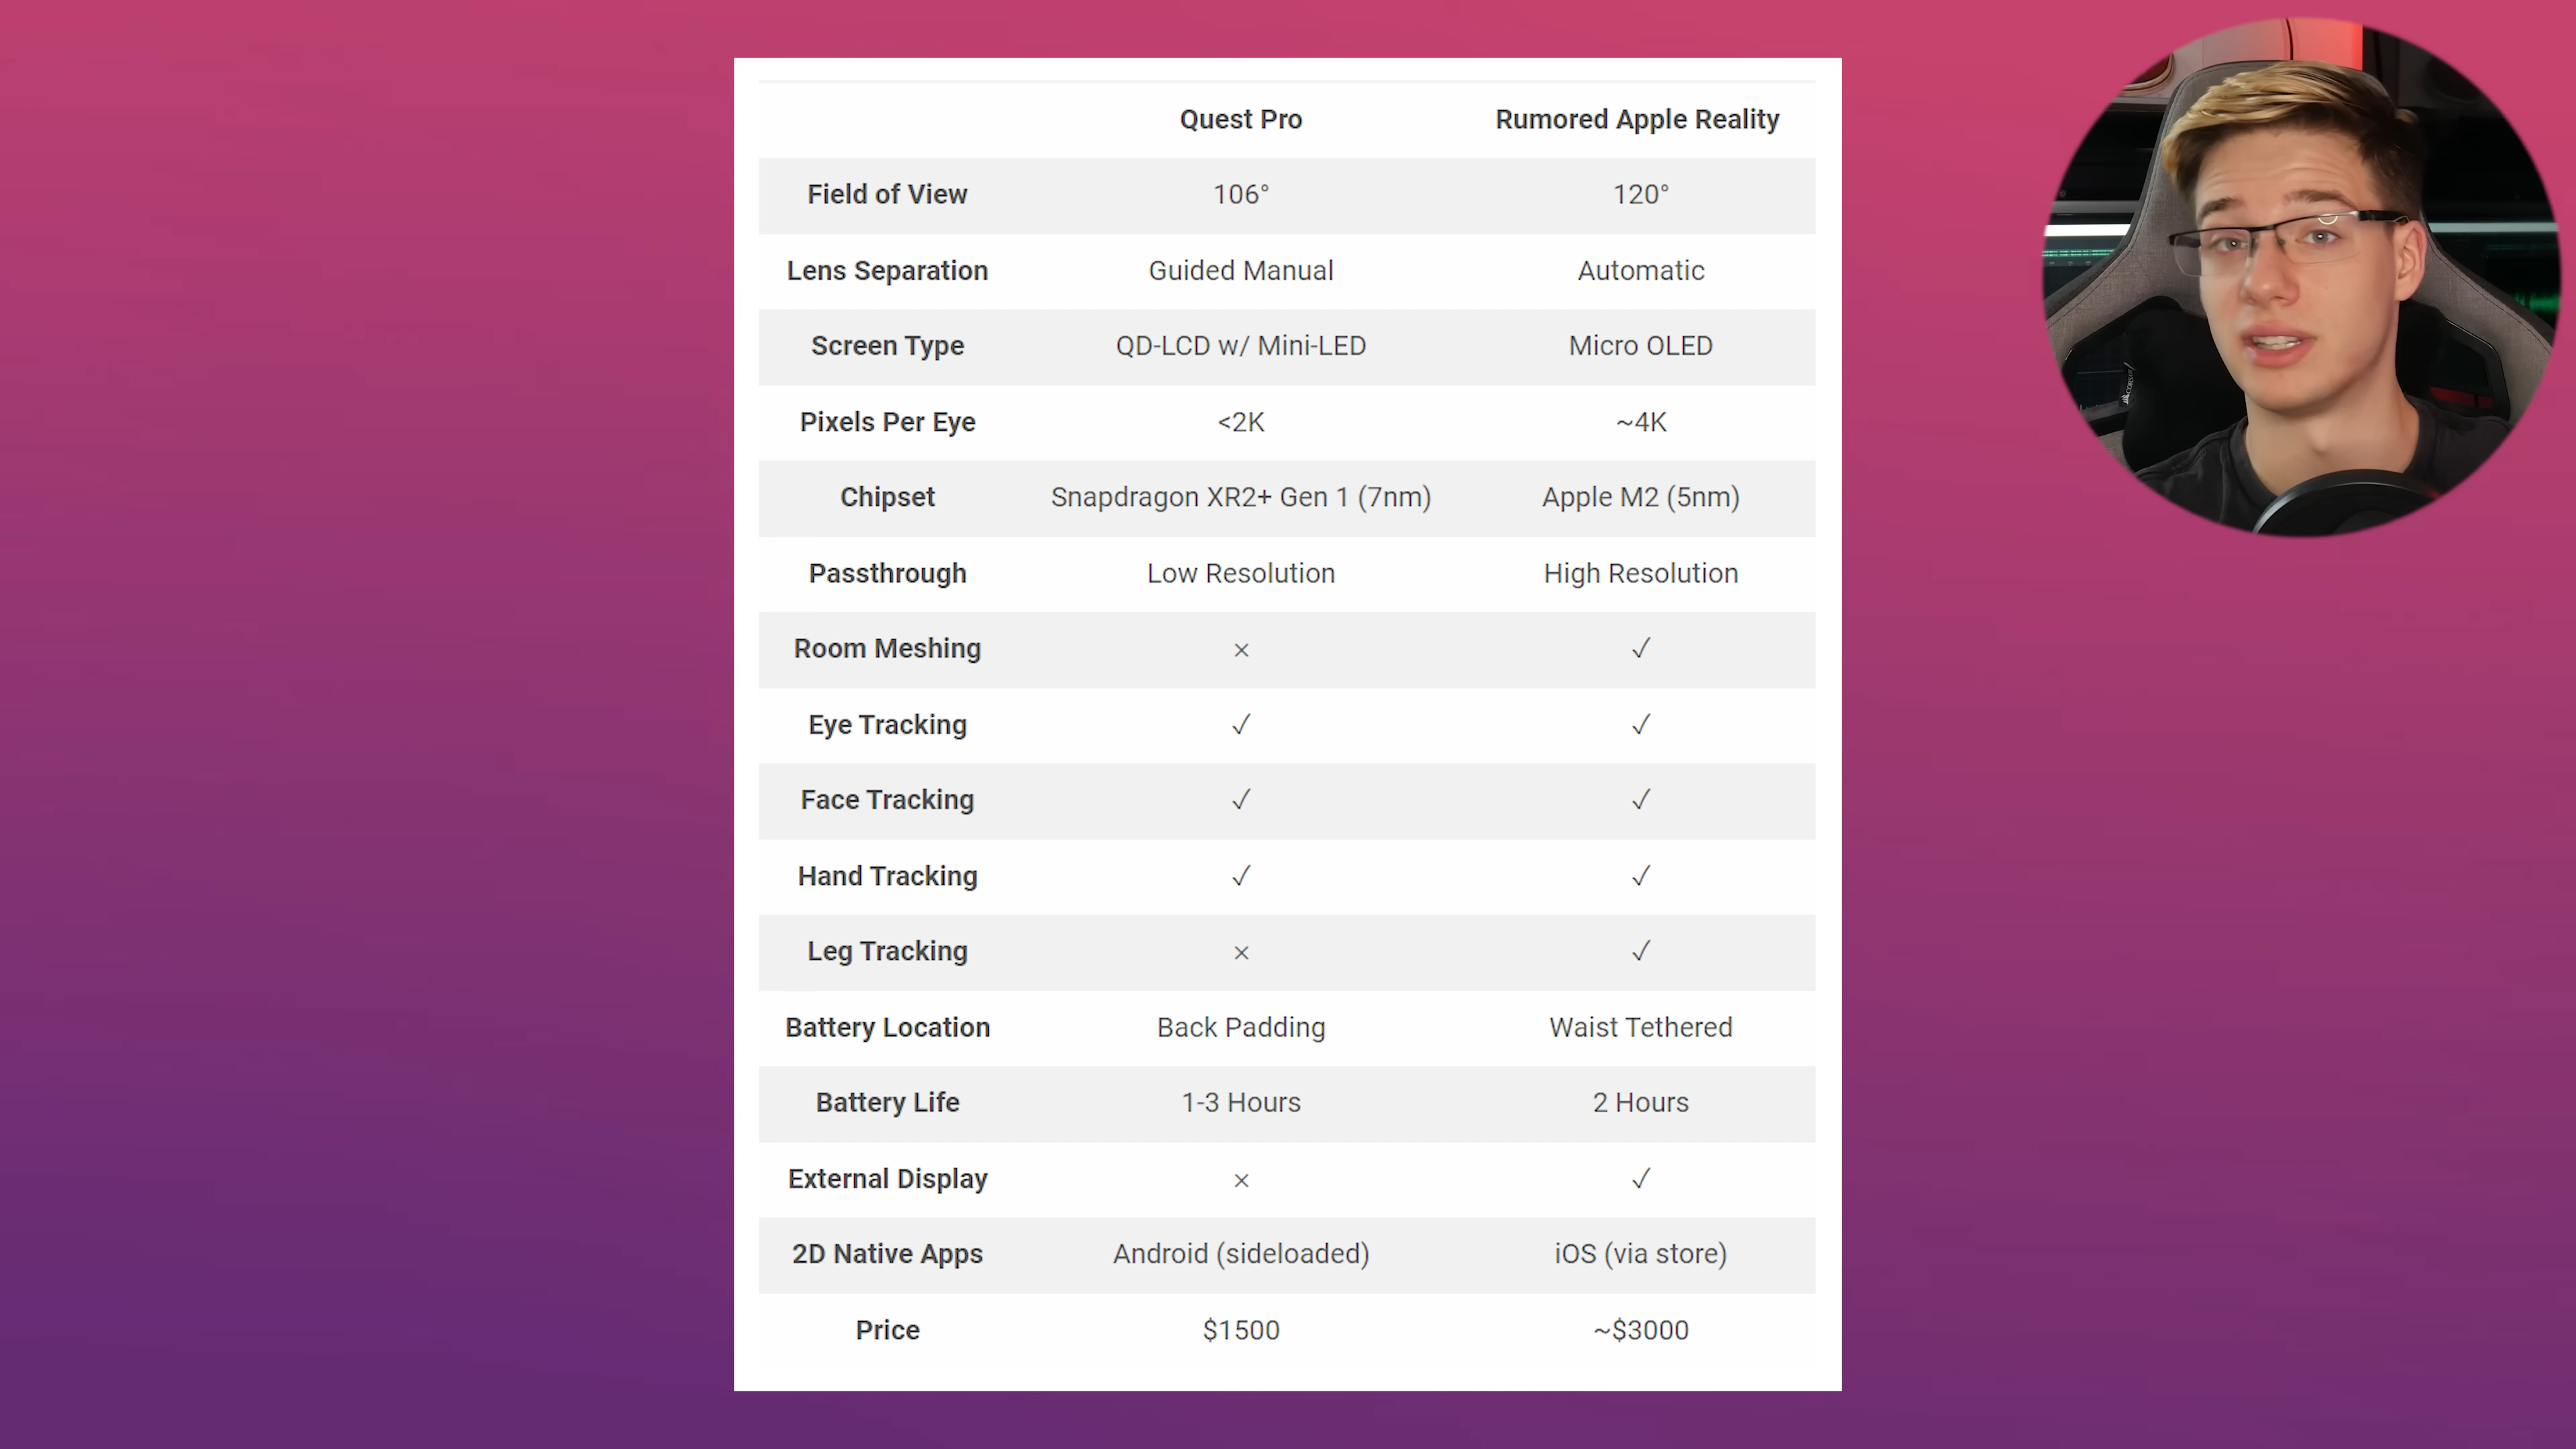 Quest Pro Rumored Apple Reality
Field of View 106° 120°
Lens Separation Guided Manual Automatic
Screen Type QD-LCD w/ Mini-LED Micro OLED
Pixels Per Eye <2K ~4K
Chipset Snapdragon XR2+ Gen 1 (7nm) Apple M2 (5nm)
Passthrough Low Resolution High Resolution
Room Meshing × ✓
Eye Tracking ✓ ✓
Face Tracking ✓ ✓
Hand Tracking ✓ ✓
Leg Tracking × ✓
Battery Location Back Padding Waist Tethered
Battery Life 1-3 Hours 2 Hours
External Display × ✓
2D Native Apps Android (sideloaded) iOS (via store)
Price $1500 ~$3000